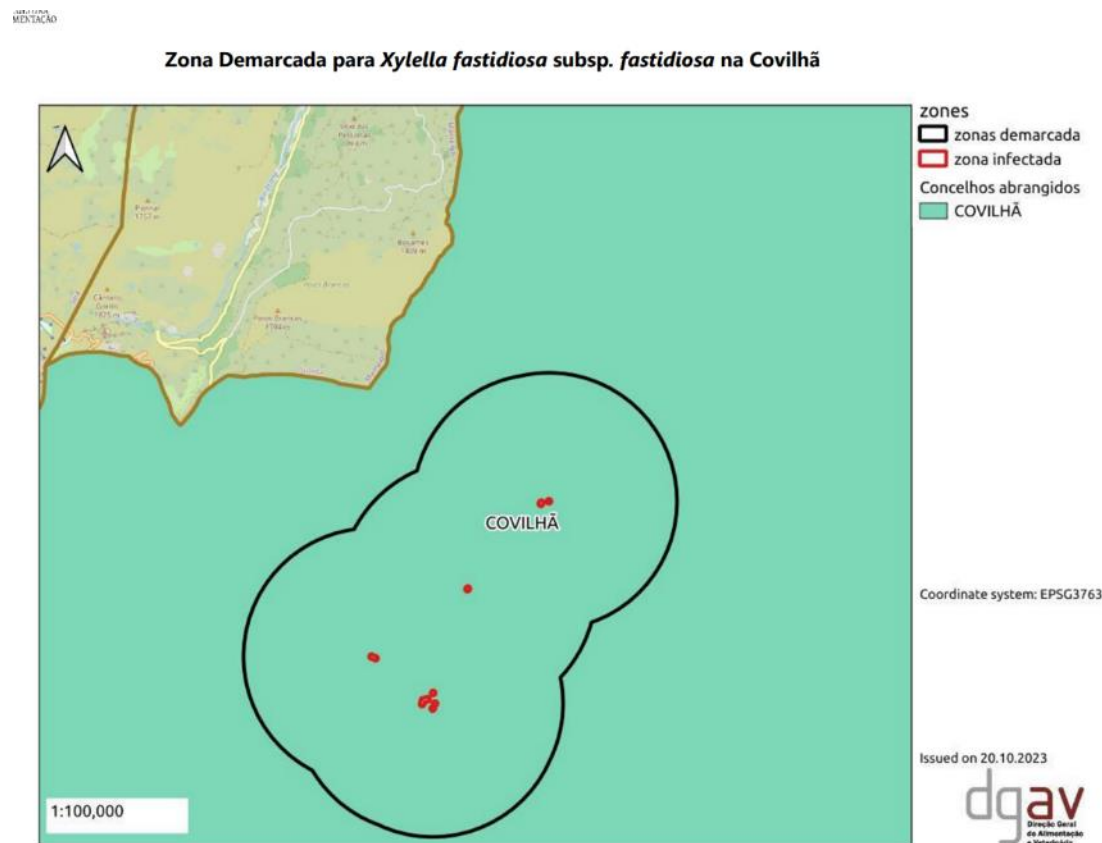 MENTAÇÃO
Zona Demarcada para Xylella fastidiosa subsp. fastidiosa na Covilhã
zones
zonas demarcada
zona infectada
Concelhos abrangidos
COVILHÃ
COVILHÃ
Coordinate system: EPSG3763
Issued on 20.10.2023
1:100,000
dgav
Direção Geral
de Alimentação
e Veterinária